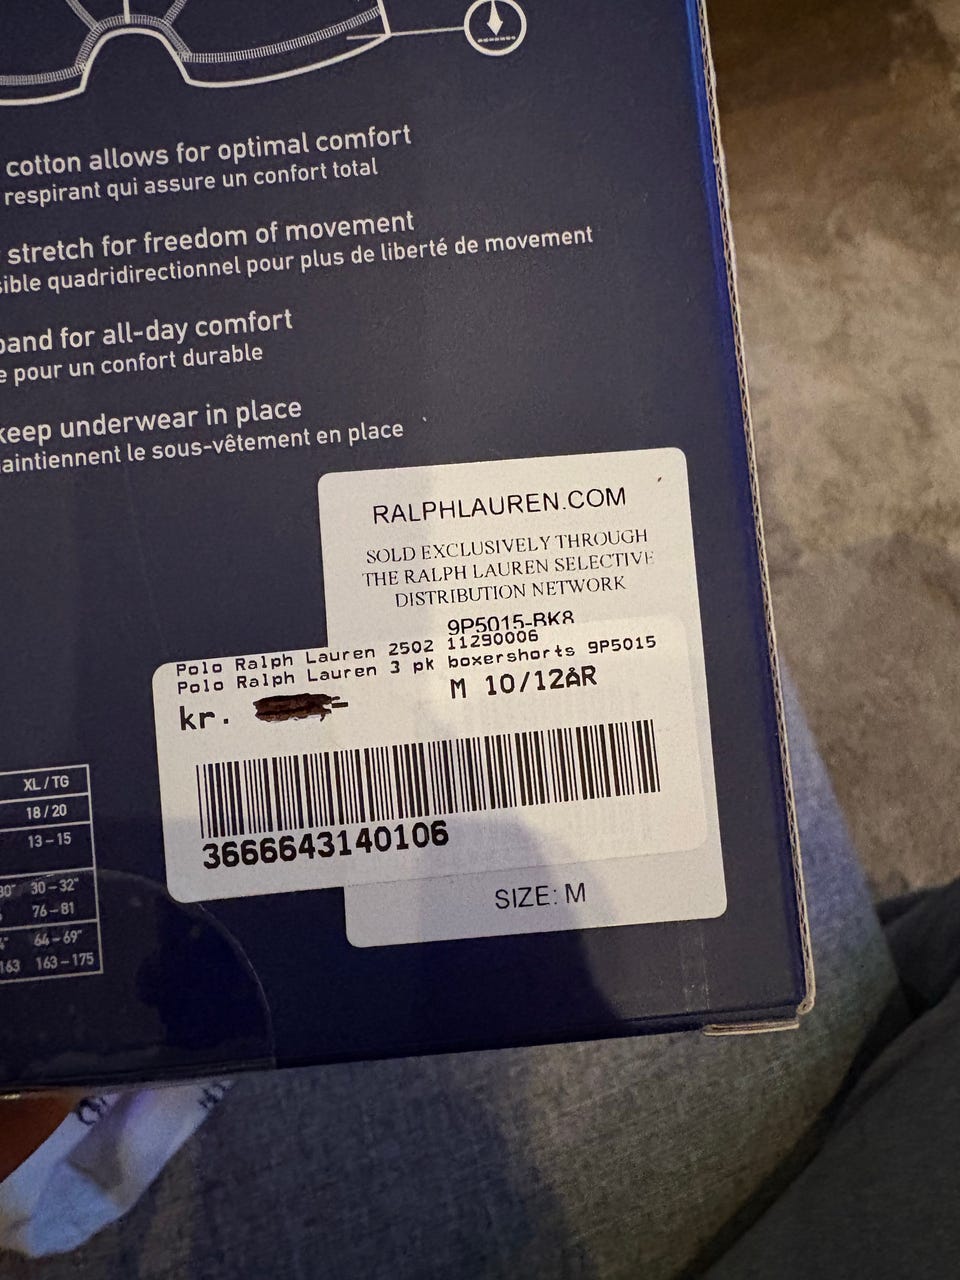 cotton allows for optimal comfort
respirant qui assure un confort total
stretch for freedom of movement
quadridirectionnel pour plus de liberté de movement
for all-day comfort
pour un confort durable
keep underwear in place
le sous-vêtement en place
RALPHLAUREN.COM
SOLD EXCLUSIVELY THROUGH
THE RALPH LAUREN SELECTIVE
DISTRIBUTION NETWORK
9P5015-BK8
Polo Ralph Lauren 2502 11290006
Polo Ralph Lauren 3 pk boxershorts 9P5015
kr. M 10/12ÅR
3666643140106
SIZE: M
XL/TG
18/20
13-15
30-32"
76-81
64-69"
163 163-175